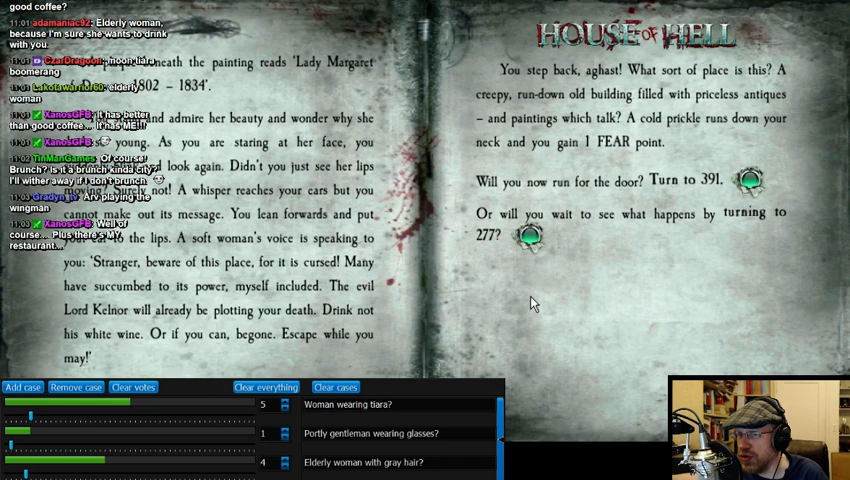 good coffee?
11:01 adamaniac92: Elderly woman,
because I'm sure she wants to drink
with you.
11:01 CzarDragoon: moon tiara
boomerang
11:01 Lakotawarrior60: elderly
woman
11:01 XanosGFB: It has better
than good coffee... It has ME!!!
11:01 XanosGFB:
11:02 TinManGames: Of course!
Brunch? Is it a brunch kinda city?
I'll wither away if I don't brunch.
11:03 Gradyn_tv: Arv playing the
wingman
11:03 XanosGFB: Well of
course... Plus there's MY
restaurant...
neath the painting reads 'Lady Margaret
1802 – 1834'.
and admire her beauty and wonder why she
young. As you are staring at her face, you
and look again. Didn't you just see her lips
moving? Surely not! A whisper reaches your ears but you
cannot make out its message. You lean forwards and put
to the lips. A soft woman's voice is speaking to
you: 'Stranger, beware of this place, for it is cursed! Many
have succumbed to its power, myself included. The evil
Lord Kelnor will already be plotting your death. Drink not
his white wine. Or if you can, begone. Escape while you
may!'
HOUSE OF HELL
You step back, aghast! What sort of place is this? A
creepy, run-down old building filled with priceless antiques
– and paintings which talk? A cold prickle runs down your
neck and you gain 1 FEAR point.
Will you now run for the door? Turn to 391.
Or will you wait to see what happens by turning to
277?
Add case Remove case Clear votes Clear everything Clear cases
5 Woman wearing tiara?
1 Portly gentleman wearing glasses?
4 Elderly woman with gray hair?